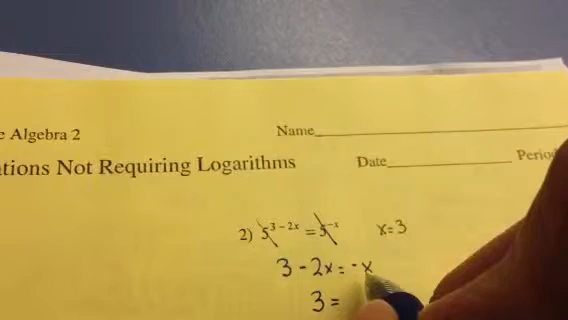 e Algebra 2 Name
tions Not Requiring Logarithms Date Period
2) 5^{3-2x} = 5^{-x} x=3
3-2x=-x
3=